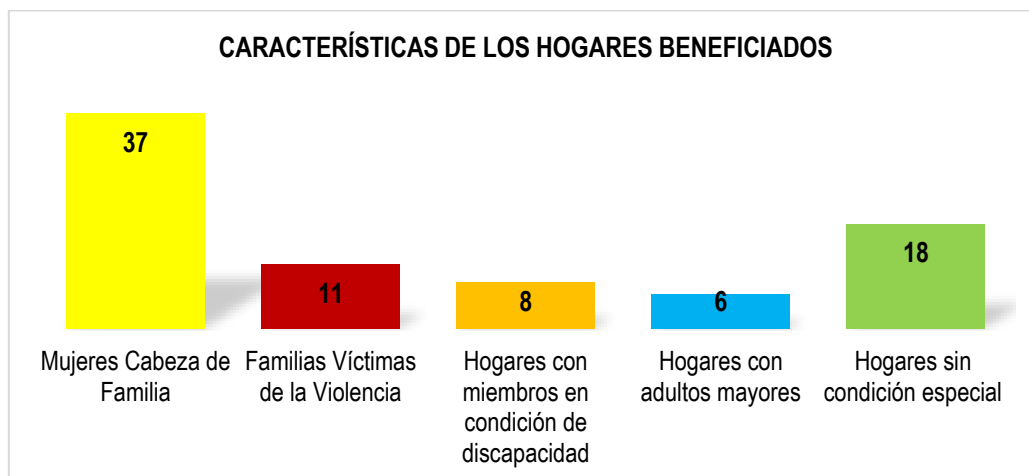 CARACTERÍSTICAS DE LOS HOGARES BENEFICIADOS
37
11
8
6
18
Mujeres Cabeza de
Familia
Familias Víctimas
de la Violencia
Hogares con
miembros en
condición de
discapacidad
Hogares con
adultos mayores
Hogares sin
condición especial